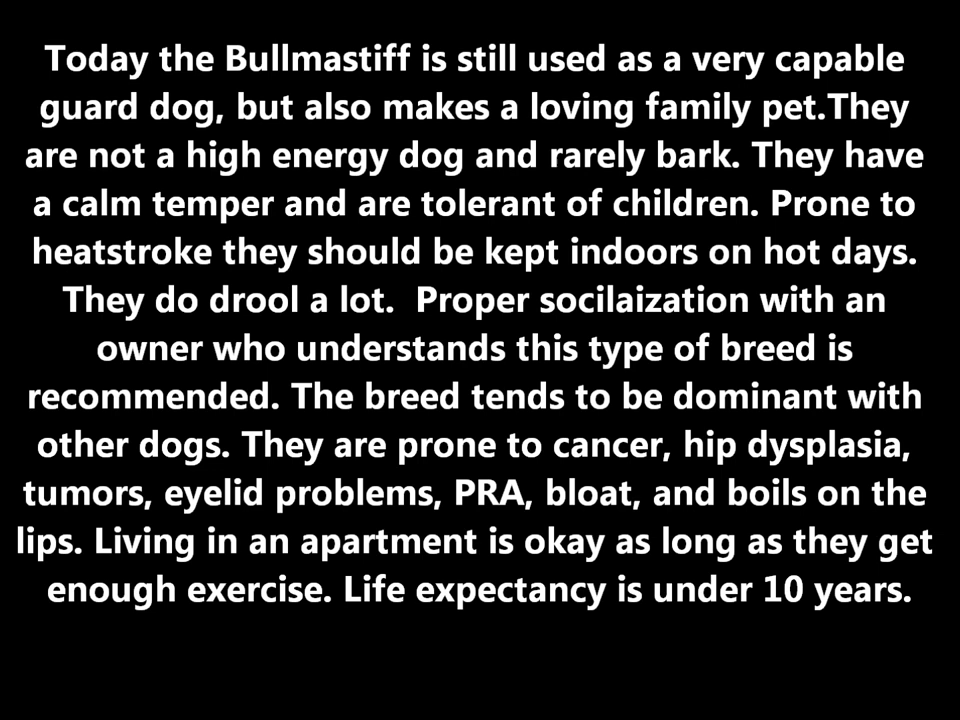 Today the Bullmastiff is still used as a very capable
guard dog, but also makes a loving family pet.They
are not a high energy dog and rarely bark. They have
a calm temper and are tolerant of children. Prone to
heatstroke they should be kept indoors on hot days.
They do drool a lot.  Proper socilaization with an
owner who understands this type of breed is
recommended. The breed tends to be dominant with
other dogs. They are prone to cancer, hip dysplasia,
tumors, eyelid problems, PRA, bloat, and boils on the
lips. Living in an apartment is okay as long as they get
enough exercise. Life expectancy is under 10 years.